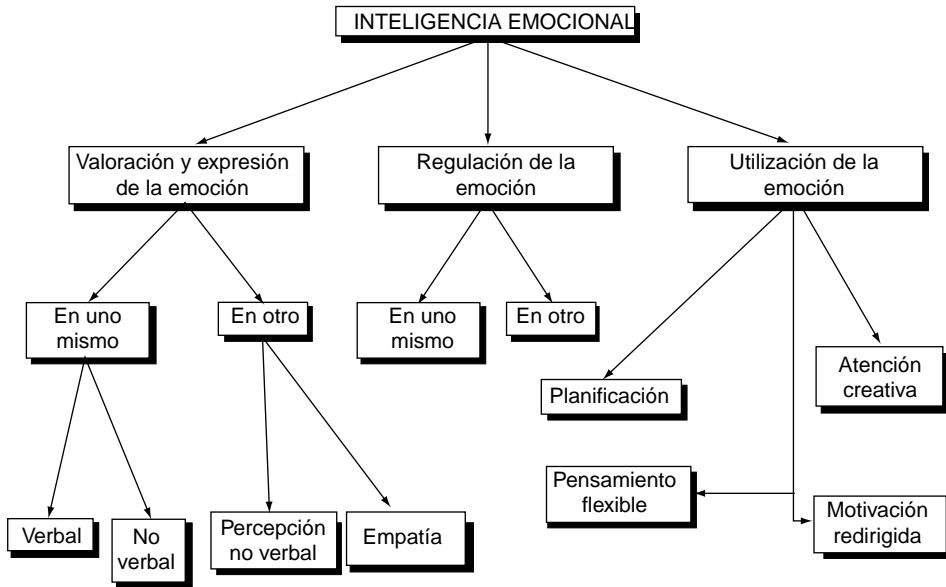 INTELIGENCIA EMOCIONAL
Valoración y expresión
de la emoción
Regulación de la
emoción
Utilización de la
emoción
En uno
mismo
En otro
En uno
mismo
En otro
Planificación
Atención
creativa
Pensamiento
flexible
Motivación
redirigida
Verbal
No
verbal
Percepción
no verbal
Empatía